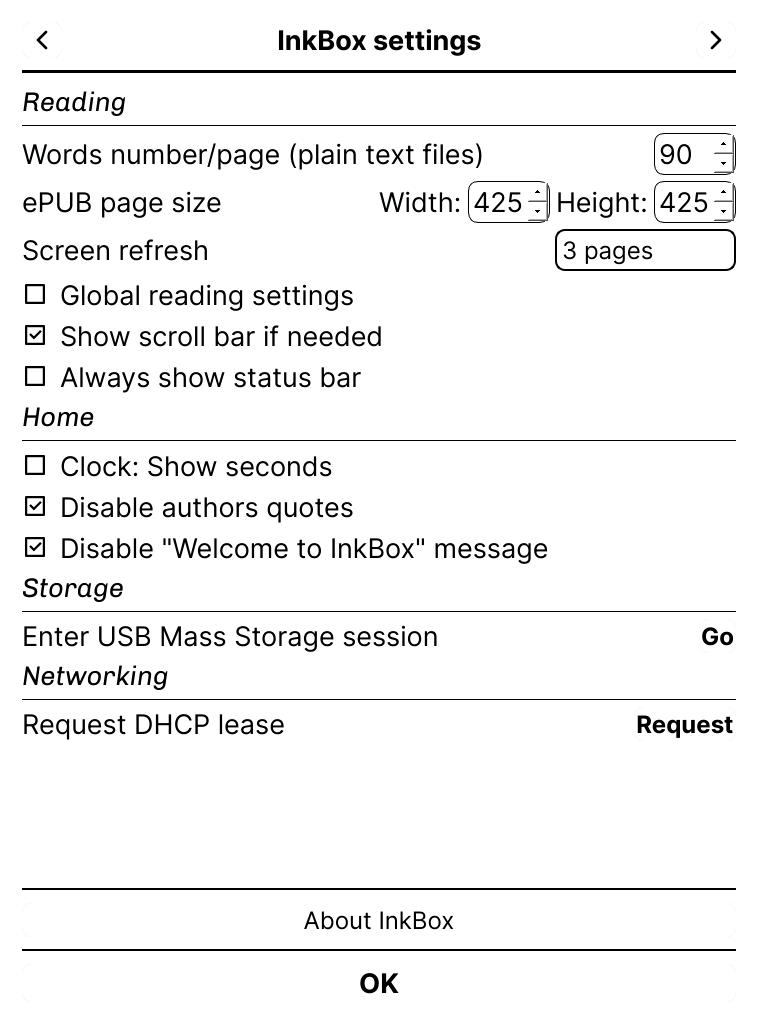 InkBox settings
Reading
Words number/page (plain text files) 90
ePUB page size Width: 425 Height: 425
Screen refresh 3 pages
Global reading settings
Show scroll bar if needed
Always show status bar
Home
Clock: Show seconds
Disable authors quotes
Disable "Welcome to InkBox" message
Storage
Enter USB Mass Storage session Go
Networking
Request DHCP lease Request
About InkBox
OK